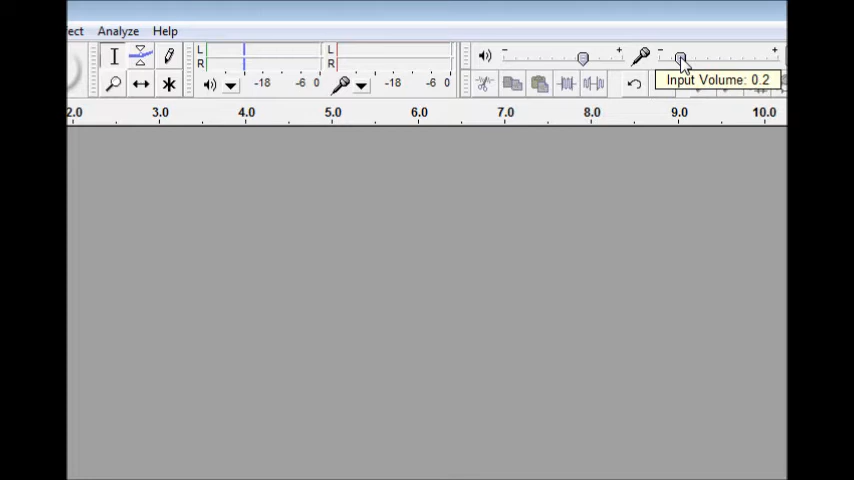 ect Analyze Help
L L
R R
- + - +
Input Volume: 0.2
-18 -6 0 -18 -6 0
2.0 3.0 4.0 5.0 6.0 7.0 8.0 9.0 10.0